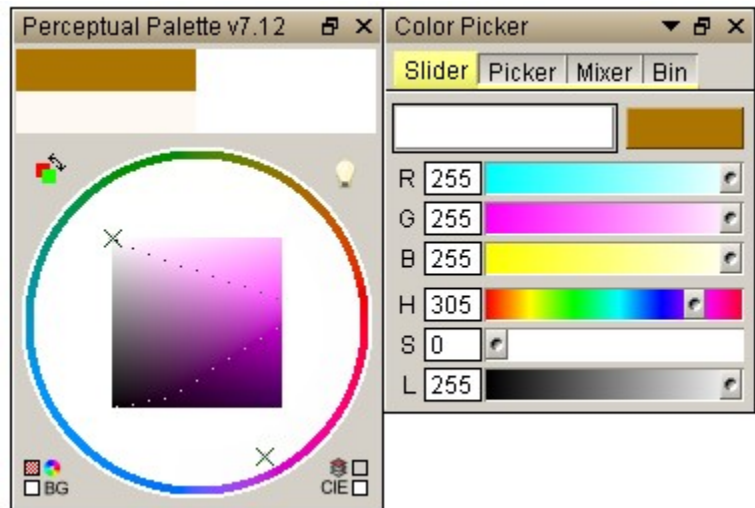 Perceptual Palette v7.12
BG
CIE
Color Picker
Slider Picker Mixer Bin
R 255
G 255
B 255
H 305
S 0
L 255